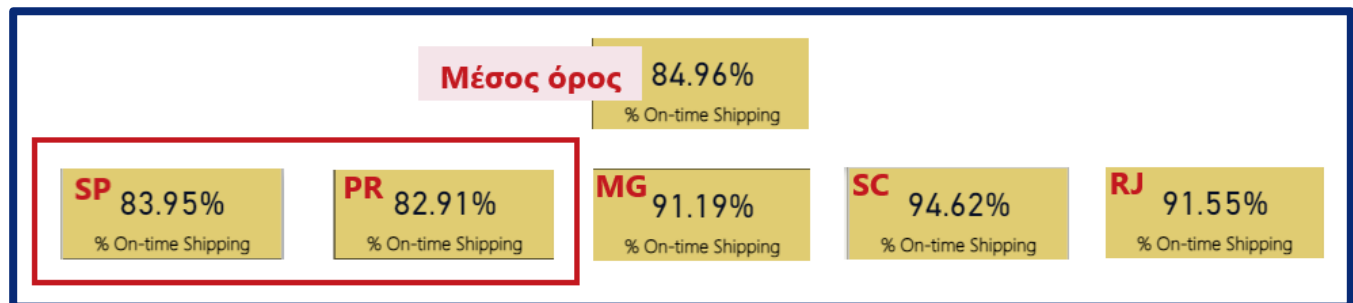 Μέσος όρος 84.96%
% On-time Shipping
SP 83.95%
% On-time Shipping
PR 82.91%
% On-time Shipping
MG 91.19%
% On-time Shipping
SC 94.62%
% On-time Shipping
RJ 91.55%
% On-time Shipping